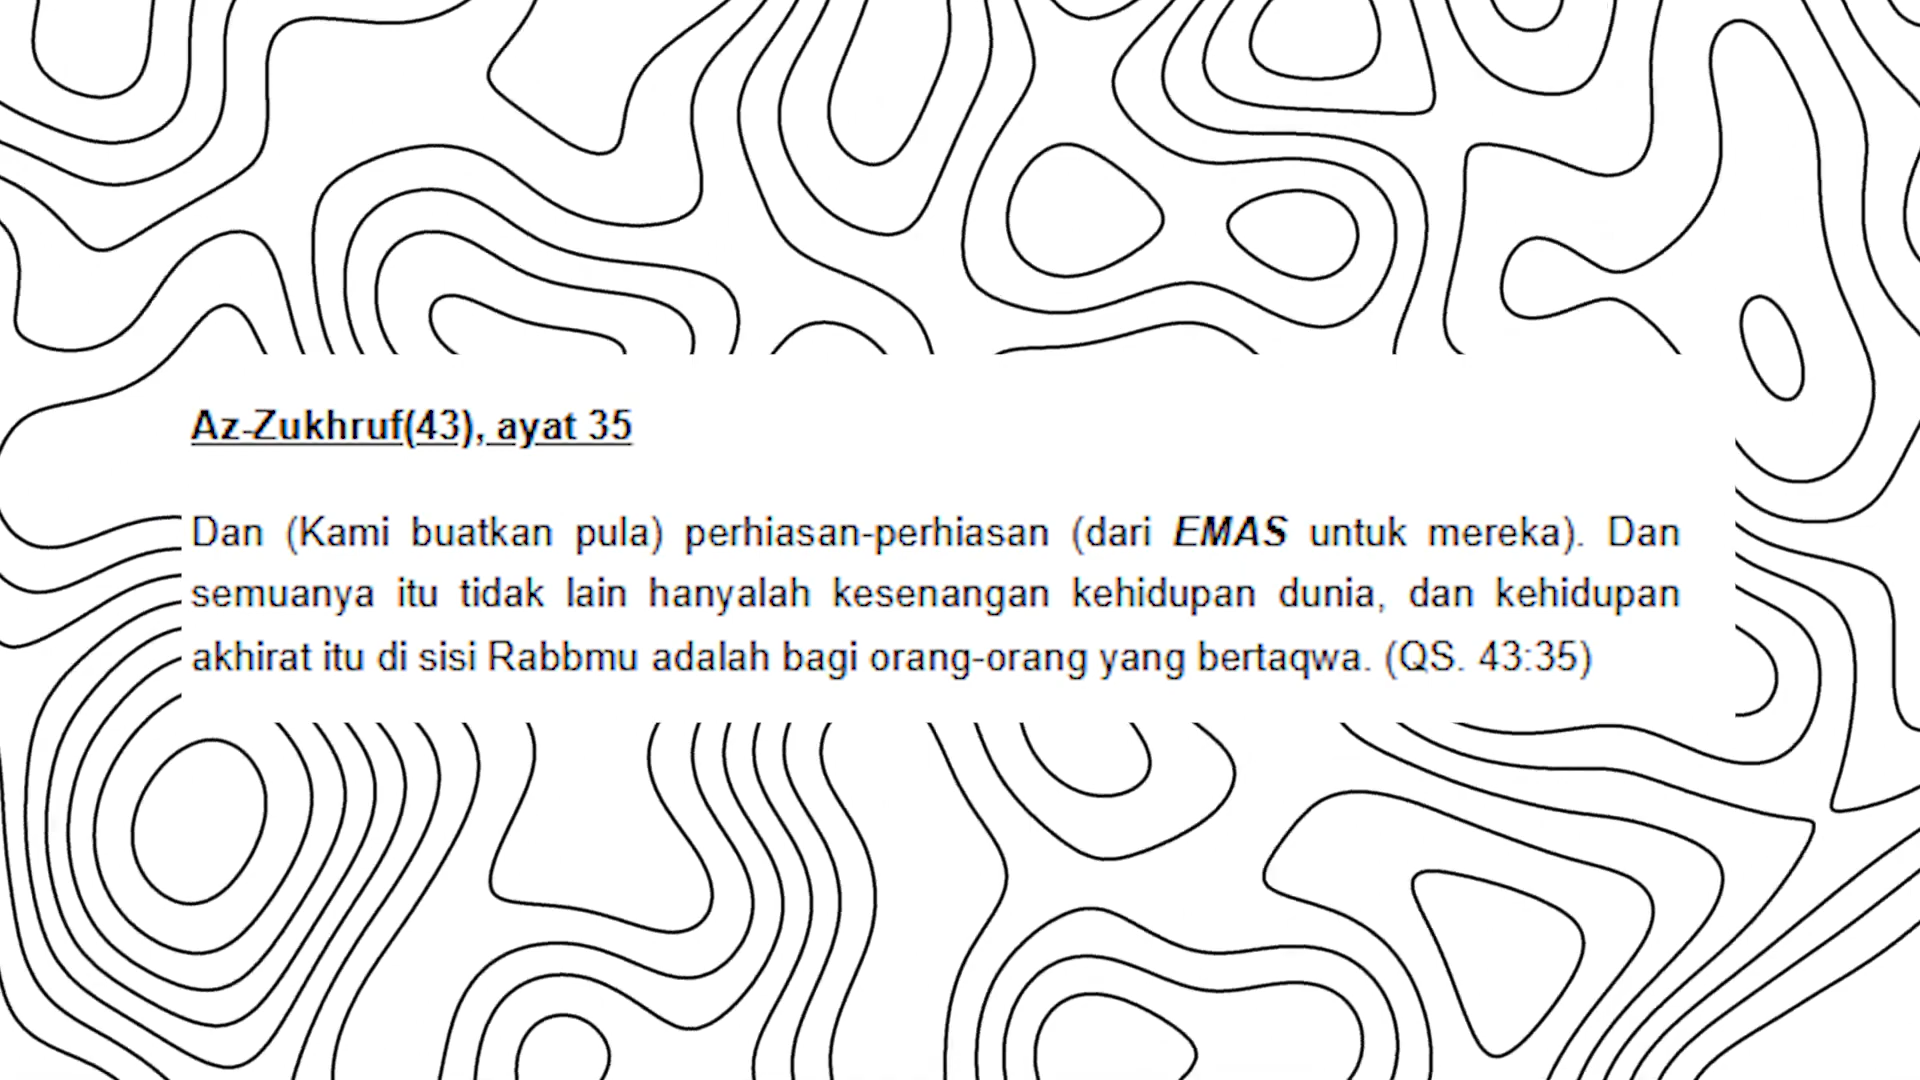 Az-Zukhruf(43), ayat 35
Dan (Kami buatkan pula) perhiasan-perhiasan (dari EMAS untuk mereka). Dan
semuanya itu tidak lain hanyalah kesenangan kehidupan dunia, dan kehidupan
akhirat itu di sisi Rabbmu adalah bagi orang-orang yang bertaqwa. (QS. 43:35)